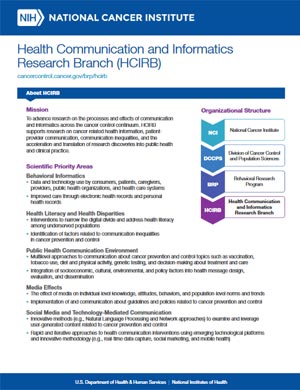 NIH NATIONAL CANCER INSTITUTE
Health Communication and Informatics
Research Branch (HCIRB)
cancercontrol.cancer.gov/brp/hcirb
About HCIRB
Mission
To advance research on the processes and effects of communication
and informatics across the cancer control continuum. HCIRB
supports research on cancer related health information, patient-
provider communication, communication inequalities, and the
acceleration and translation of research discoveries into public health
and clinical practice.
Scientific Priority Areas
Behavioral Informatics
• Data and technology use by consumers, patients, caregivers,
providers, public health organizations, and health care systems
• Improved care through electronic health records and personal
health records
Health Literacy and Health Disparities
• Interventions to narrow the digital divide and address health literacy
among underserved populations
• Identification of factors related to communication inequalities
in cancer prevention and control
Public Health Communication Environment
• Multilevel approaches to communication about cancer prevention and control topics such as vaccination,
tobacco use, diet and physical activity, genetic testing, and decision-making about treatment and care
• Integration of socioeconomic, cultural, environmental, and policy factors into health message design,
evaluation, and dissemination
Media Effects
• The effect of media on individual level knowledge, attitudes, behaviors, and population level norms and trends
• Implementation of and communication about guidelines and policies related to cancer prevention and control
Social Media and Technology-Mediated Communication
• Innovative methods (e.g., Natural Language Processing and Network approaches) to examine and leverage
user generated content related to cancer prevention and control
• Rapid and iterative approaches to health communication interventions using emerging technological platforms
and innovative methodology (e.g., real time data capture, social marketing, and mobile health)
Organizational Structure
NCI
National Cancer Institute
DCCPS
Division of Cancer Control
and Population Sciences
BRP
Behavioral Research
Program
HCIRB
Health Communication
and Informatics
Research Branch
U.S. Department of Health & Human Services | National Institutes of Health